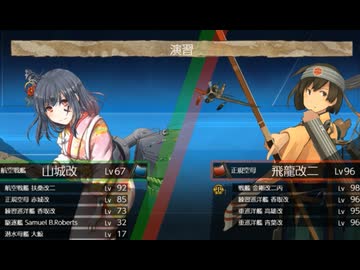 演習
航空戦艦 山城改 Lv 67
航空戦艦 扶桑改二 Lv 92
正規空母 赤城改 Lv 85
練習巡洋艦 香取改 Lv 73
駆逐艦 Samuel B.Roberts Lv 32
潜水母艦 大鯨 Lv 17
正規空母 飛龍改二 Lv 96
戦艦 金剛改二丙 Lv 96
練習巡洋艦 香取改 Lv 96
重巡洋艦 高雄改 Lv 95
重巡洋艦 青葉改 Lv 95